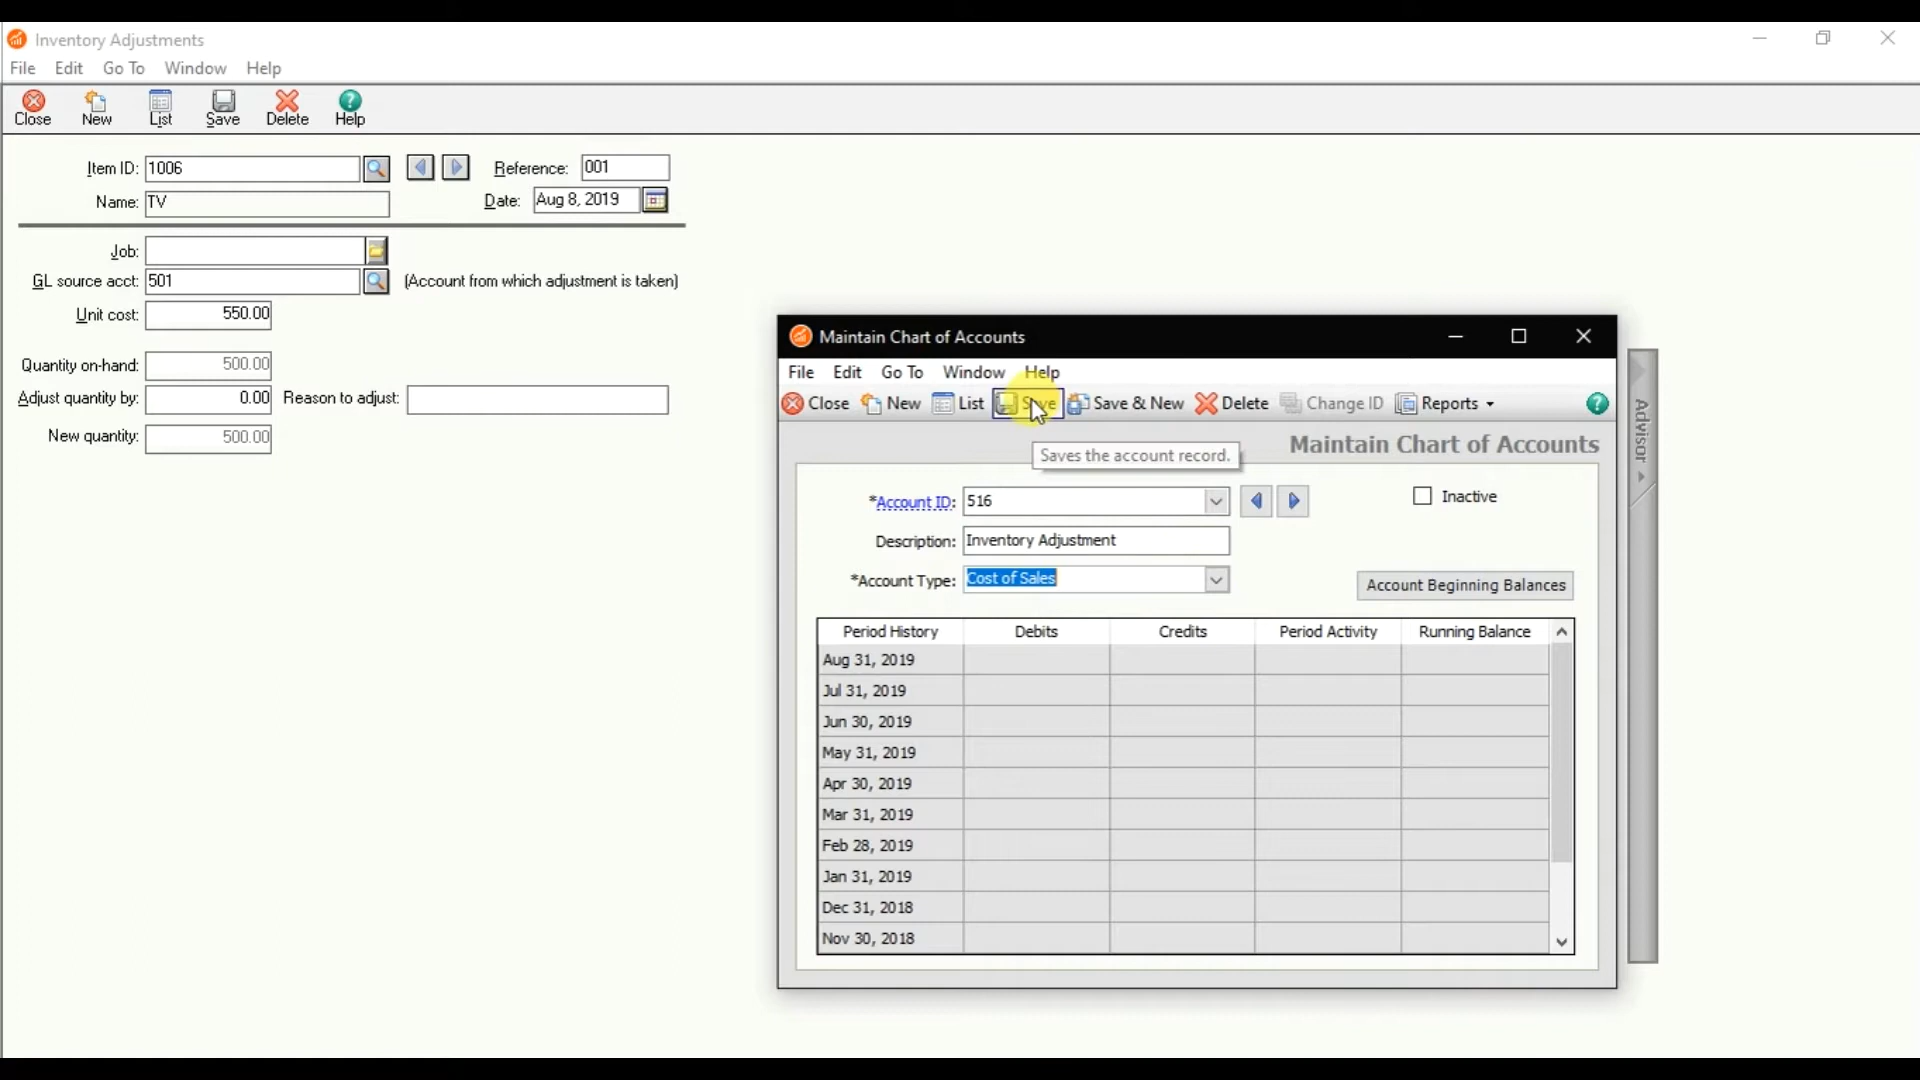 Inventory Adjustments
File Edit Go To Window Help
Close New List Save Delete Help
Item ID: 1006 Reference: 001
Name: TV Date: Aug 8, 2019
Job:
GL source acct: 501 (Account from which adjustment is taken)
Unit cost: 550.00
Quantity on-hand: 500.00
Adjust quantity by: 0.00 Reason to adjust:
New quantity: 500.00
Maintain Chart of Accounts
File Edit Go To Window Help
Close New List Save Save & New Delete Change ID Reports
Maintain Chart of Accounts
Saves the account record.
*Account ID: 516 Inactive
Description: Inventory Adjustment
*Account Type: Cost of Sales Account Beginning Balances
Period History Debits Credits Period Activity Running Balance
Aug 31, 2019
Jul 31, 2019
Jun 30, 2019
May 31, 2019
Apr 30, 2019
Mar 31, 2019
Feb 28, 2019
Jan 31, 2019
Dec 31, 2018
Nov 30, 2018
Advisor